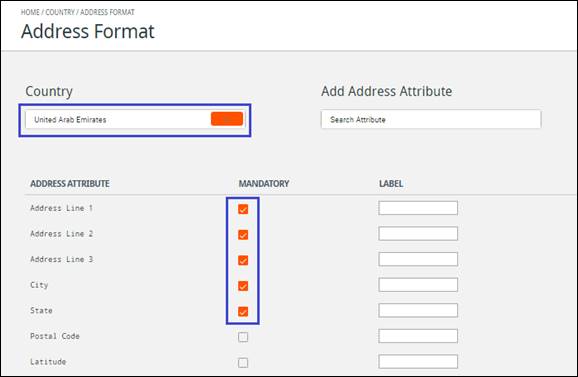 HOME / COUNTRY / ADDRESS FORMAT
Address Format
Country Add Address Attribute
United Arab Emirates Search Attribute
ADDRESS ATTRIBUTE MANDATORY LABEL
Address Line 1
Address Line 2
Address Line 3
City
State
Postal Code
Latitude